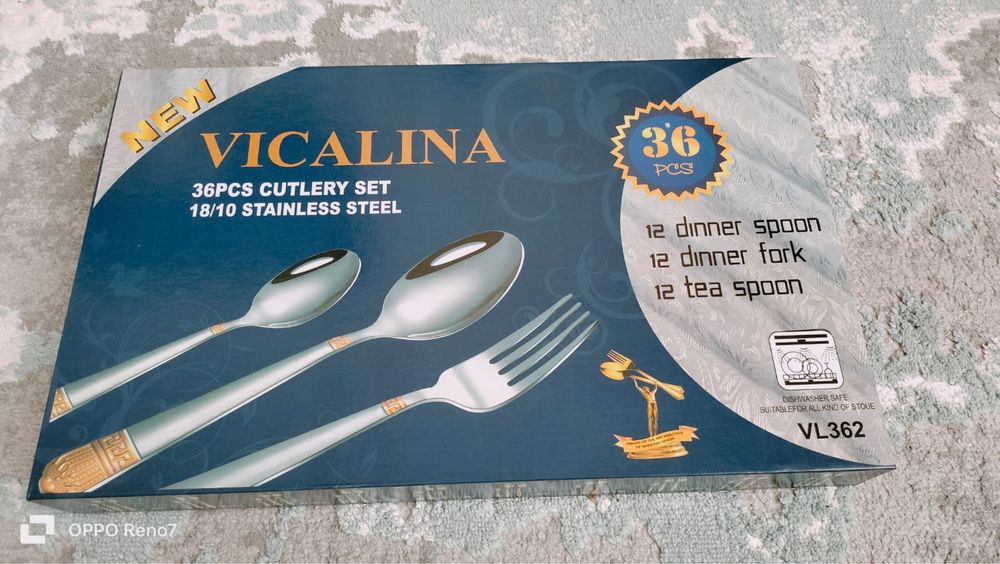 NEW
VICALINA
36PCS CUTLERY SET
18/10 STAINLESS STEEL
36
PCS
12 dinner spoon
12 dinner fork
12 tea spoon
DISHWASHER SAFE
SUITABLEFOR ALL KIND OF STOUE
VL362
OPPO Reno7